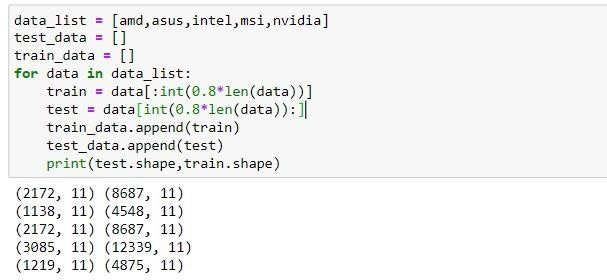 data_list = [amd,asus,intel,msi,nvidia]
test_data = []
train_data = []
for data in data_list:
    train = data[:int(0.8*len(data))]
    test = data[int(0.8*len(data)):]
    train_data.append(train)
    test_data.append(test)
    print(test.shape,train.shape)
(2172, 11) (8687, 11)
(1138, 11) (4548, 11)
(2172, 11) (8687, 11)
(3085, 11) (12339, 11)
(1219, 11) (4875, 11)